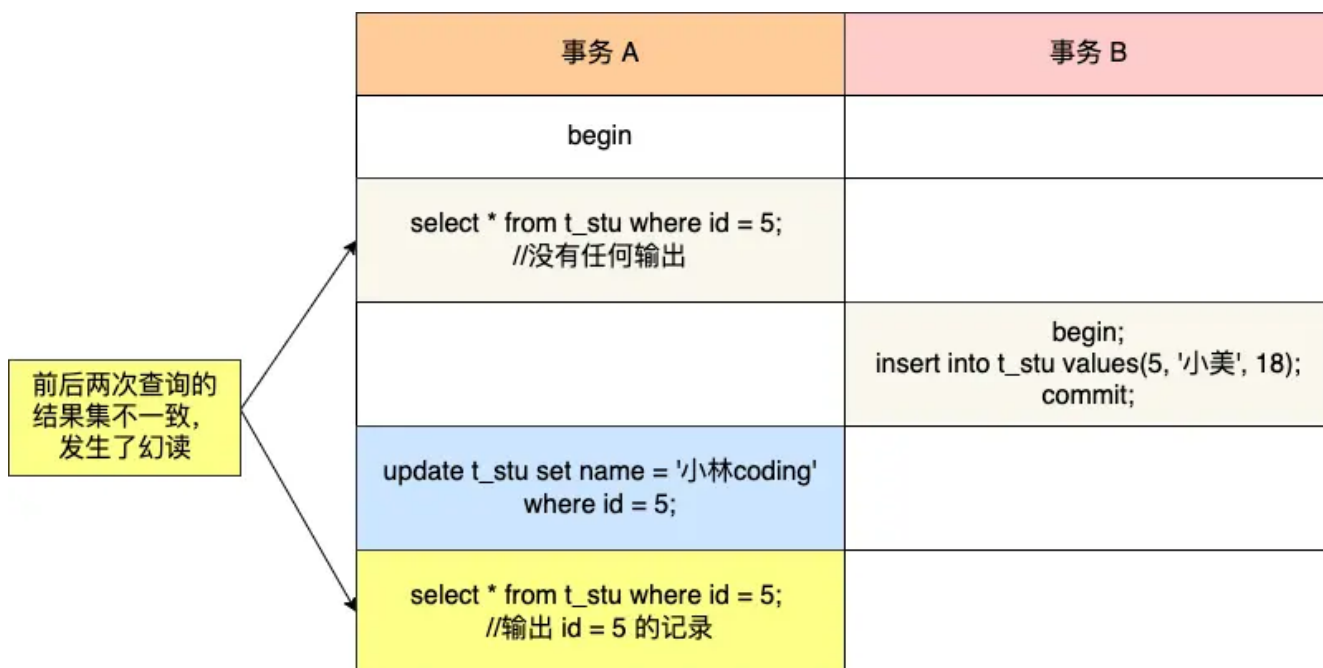 事务 A
事务 B
begin
select * from t_stu where id = 5;
//没有任何输出
begin;
insert into t_stu values(5, '小美', 18);
commit;
前后两次查询的
结果集不一致，
发生了幻读
update t_stu set name = '小林coding'
where id = 5;
select * from t_stu where id = 5;
//输出 id = 5 的记录